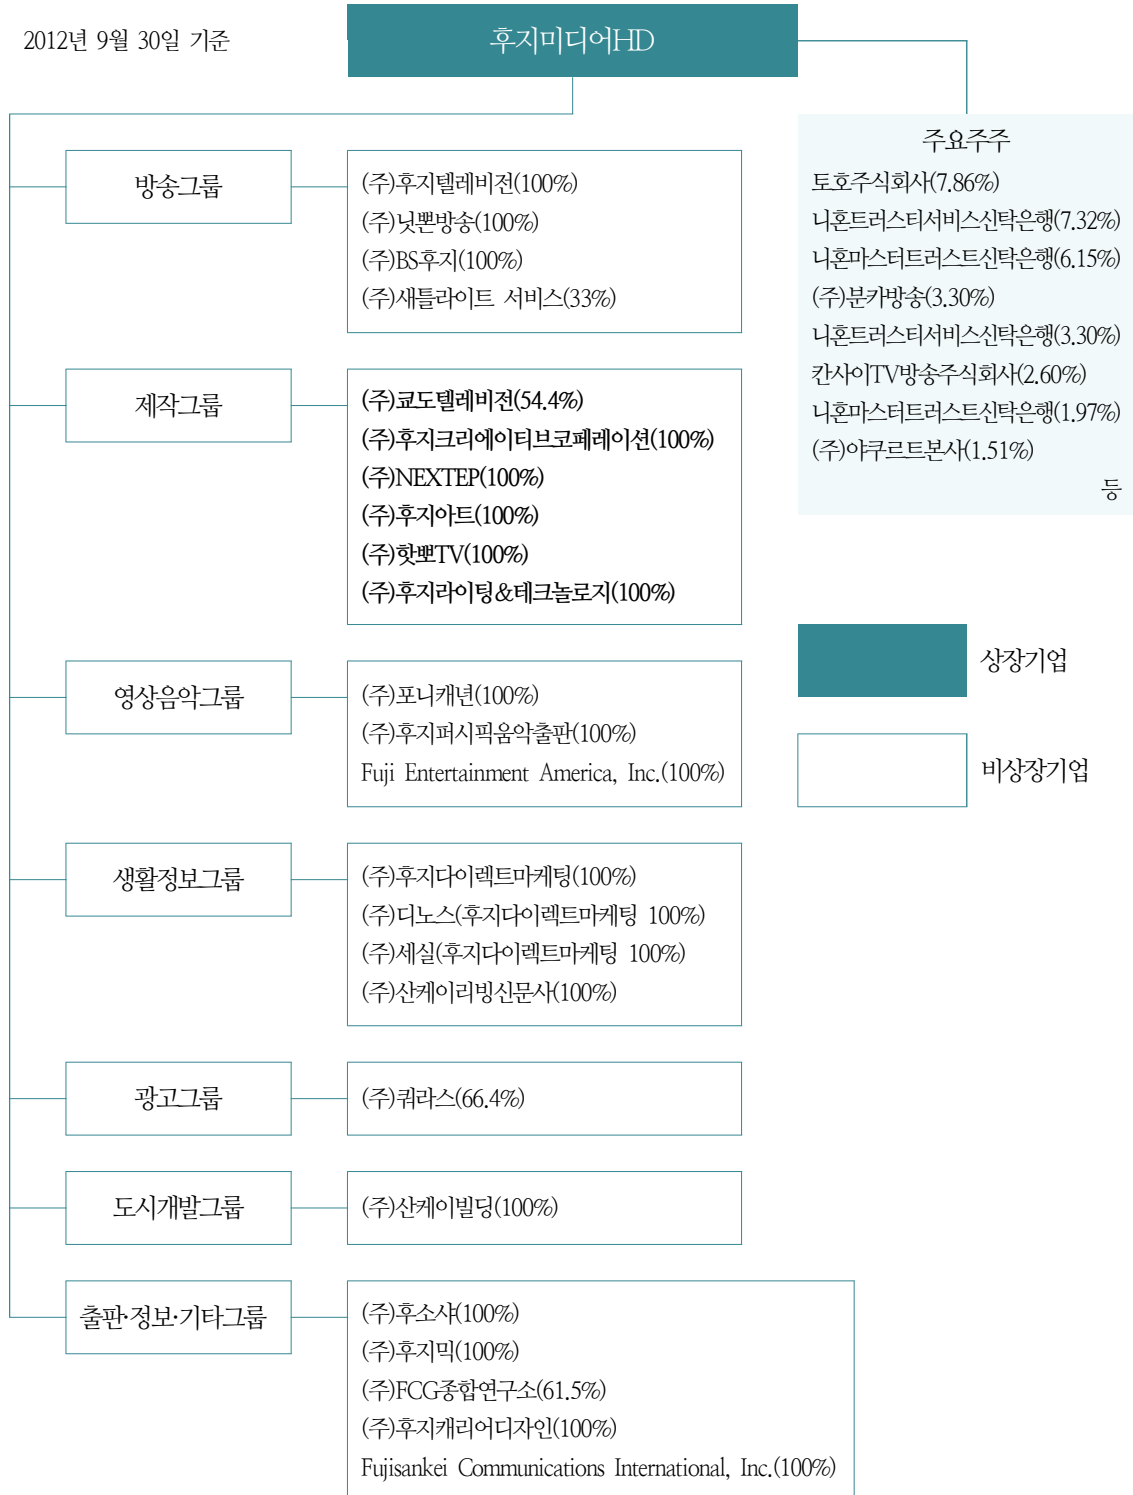 2012년 9월 30일 기준
후지미디어HD
주요주주
토호주식회사(7.86%)
니혼트러스티서비스신탁은행(7.32%)
니혼마스터트러스트신탁은행(6.15%)
(주)분카방송(3.30%)
니혼트러스티서비스신탁은행(3.30%)
칸사이TV방송주식회사(2.60%)
니혼마스터트러스트신탁은행(1.97%)
(주)야쿠르트본사(1.51%)
등
상장기업
비상장기업
방송그룹
(주)후지텔레비전(100%)
(주)닛뽄방송(100%)
(주)BS후지(100%)
(주)새틀라이트 서비스(33%)
제작그룹
(주)쿄도텔레비전(54.4%)
(주)후지크리에이티브코페레이션(100%)
(주)NEXTEP(100%)
(주)후지아트(100%)
(주)핫뽀TV(100%)
(주)후지라이팅&테크놀로지(100%)
영상음악그룹
(주)포니캐년(100%)
(주)후지퍼시픽움악출판(100%)
Fuji Entertainment America, Inc.(100%)
생활정보그룹
(주)후지다이렉트마케팅(100%)
(주)디노스(후지다이렉트마케팅 100%)
(주)세실(후지다이렉트마케팅 100%)
(주)산케이리빙신문사(100%)
광고그룹
(주)쿼라스(66.4%)
도시개발그룹
(주)산케이빌딩(100%)
출판·정보·기타그룹
(주)후소샤(100%)
(주)후지믹(100%)
(주)FCG종합연구소(61.5%)
(주)후지캐리어디자인(100%)
Fujisankei Communications International, Inc.(100%)